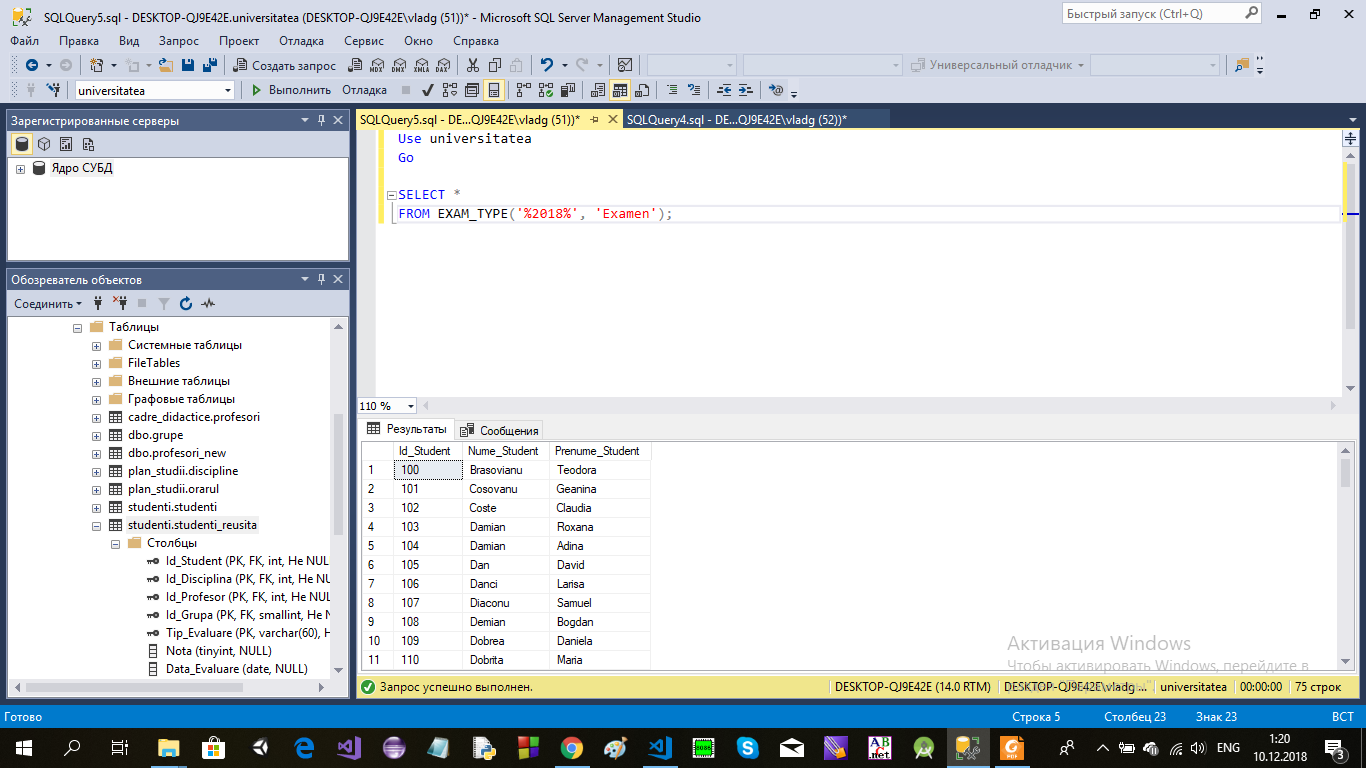 SQLQuery5.sql - DESKTOP-QJ9E42E.universitatea (DESKTOP-QJ9E42E\vladg (51))* - Microsoft SQL Server Management Studio
Быстрый запуск (Ctrl+Q)
Файл Правка Вид Запрос Проект Отладка Сервис Окно Справка
Создать запрос MDX DMX XMLA DAX Универсальный отладчик
universitatea Выполнить Отладка
Зарегистрированные серверы
Ядро СУБД
Обозреватель объектов
Соединить
Таблицы
Системные таблицы
FileTables
Внешние таблицы
Графовые таблицы
cadre_didactice.profesori
dbo.grupe
dbo.profesori_new
plan_studii.discipline
plan_studii.orarul
studenti.studenti
studenti.studenti_reusita
Столбцы
Id_Student (PK, FK, int, Не NUL
Id_Disciplina (PK, FK, int, Не NU
Id_Profesor (PK, FK, int, Не NUL
Id_Grupa (PK, FK, smallint, Не N
Tip_Evaluare (PK, varchar(60), Н
Nota (tinyint, NULL)
Data_Evaluare (date, NULL)
SQLQuery5.sql - DE...QJ9E42E\vladg (51))* SQLQuery4.sql - DE...QJ9E42E\vladg (52))*
Use universitatea
Go
SELECT *
FROM EXAM_TYPE('%2018%', 'Examen');
110 %
Результаты Сообщения
Id_Student Nume_Student Prenume_Student
1 100 Brasovianu Teodora
2 101 Cosovanu Geanina
3 102 Coste Claudia
4 103 Damian Roxana
5 104 Damian Adina
6 105 Dan David
7 106 Danci Larisa
8 107 Diaconu Samuel
9 108 Demian Bogdan
10 109 Dobrea Daniela
11 110 Dobrita Maria
Активация Windows
Чтобы активировать Windows, перейдите в
Запрос успешно выполнен. DESKTOP-QJ9E42E (14.0 RTM) DESKTOP-QJ9E42E\vladg ... universitatea 00:00:00 75 строк
Готово Строка 5 Столбец 23 Знак 23 ВСТ
ENG 1:20
10.12.2018 3